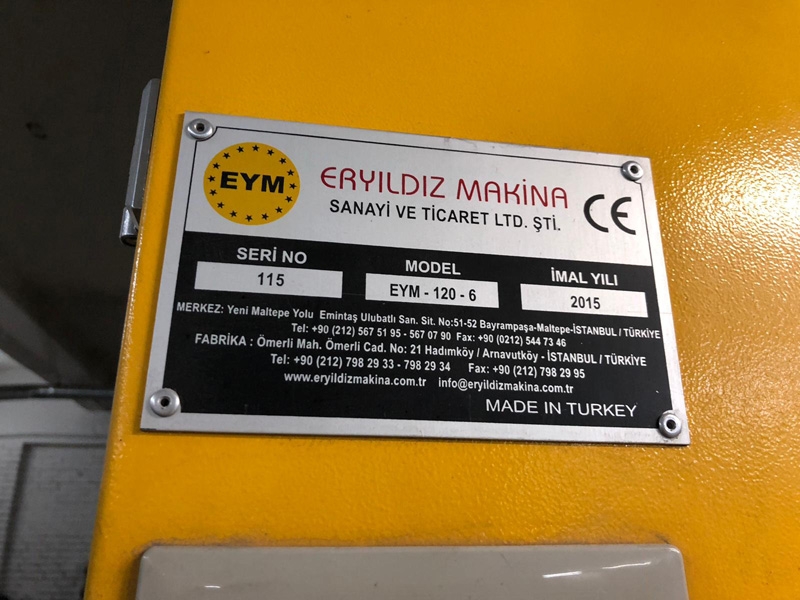 EYM
ERYILDIZ MAKİNA
SANAYİ VE TİCARET LTD. ŞTİ.
CE
SERİ NO
115
MODEL
EYM - 120 - 6
İMAL YILI
2015
MERKEZ: Yeni Maltepe Yolu Emintaş Ulubatlı San. Sit. No:51-52 Bayrampaşa-Maltepe-İSTANBUL / TÜRKİYE
Tel: +90 (212) 567 51 95 - 567 07 90 Fax: +90 (0212) 544 73 46
FABRİKA : Ömerli Mah. Ömerli Cad. No: 21 Hadımköy / Arnavutköy - İSTANBUL / TÜRKİYE
Tel: +90 (212) 798 29 33 - 798 29 34 Fax: +90 (212) 798 29 95
www.eryildizmakina.com.tr info@eryildizmakina.com.tr
MADE IN TURKEY